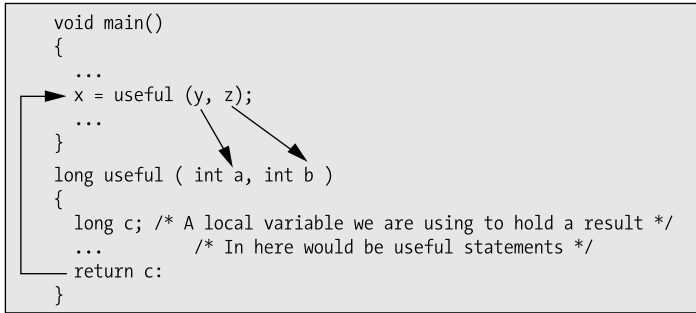 void main()
{
...
x = useful (y, z);
...
}
long useful ( int a, int b )
{
long c; /* A local variable we are using to hold a result */
... /* In here would be useful statements */
return c:
}